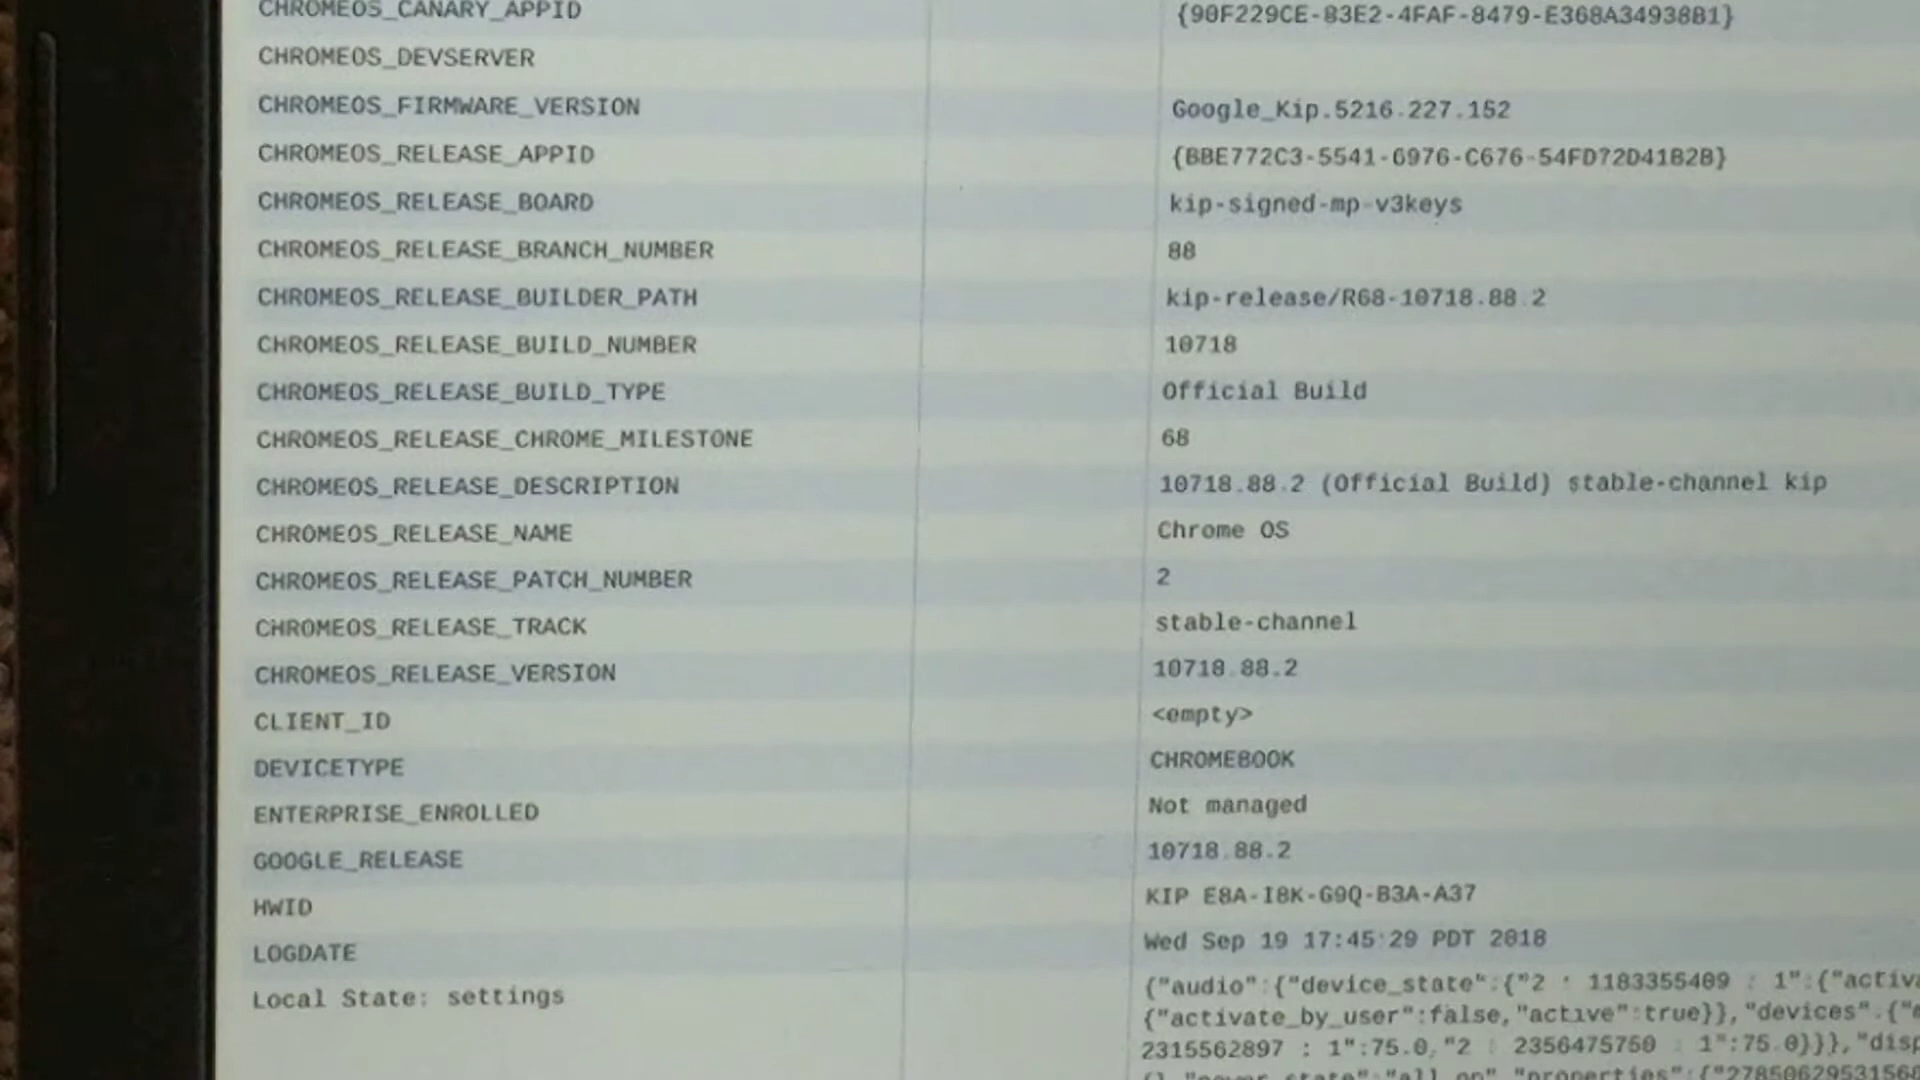 CHROMEOS_CANARY_APPID {90F229CE-83E2-4FAF-8479-E368A34938B1}
CHROMEOS_DEVSERVER
CHROMEOS_FIRMWARE_VERSION Google_Kip.5216.227.152
CHROMEOS_RELEASE_APPID {BBE772C3-5541-6976-C676-54FD72D41B2B}
CHROMEOS_RELEASE_BOARD kip-signed-mp-v3keys
CHROMEOS_RELEASE_BRANCH_NUMBER 88
CHROMEOS_RELEASE_BUILDER_PATH kip-release/R68-10718.88.2
CHROMEOS_RELEASE_BUILD_NUMBER 10718
CHROMEOS_RELEASE_BUILD_TYPE Official Build
CHROMEOS_RELEASE_CHROME_MILESTONE 68
CHROMEOS_RELEASE_DESCRIPTION 10718.88.2 (Official Build) stable-channel kip
CHROMEOS_RELEASE_NAME Chrome OS
CHROMEOS_RELEASE_PATCH_NUMBER 2
CHROMEOS_RELEASE_TRACK stable-channel
CHROMEOS_RELEASE_VERSION 10718.88.2
CLIENT_ID <empty>
DEVICETYPE CHROMEBOOK
ENTERPRISE_ENROLLED Not managed
GOOGLE_RELEASE 10718.88.2
HWID KIP E8A-I8K-G9Q-B3A-A37
LOGDATE Wed Sep 19 17:45:29 PDT 2018
Local State: settings {"audio":{"device_state":{"2 : 1183355409 : 1":{"activa
{"activate_by_user":false,"active":true}},"devices":{"
2315562897 : 1":75.0,"2 : 2356475750 : 1":75.0}}},"disp